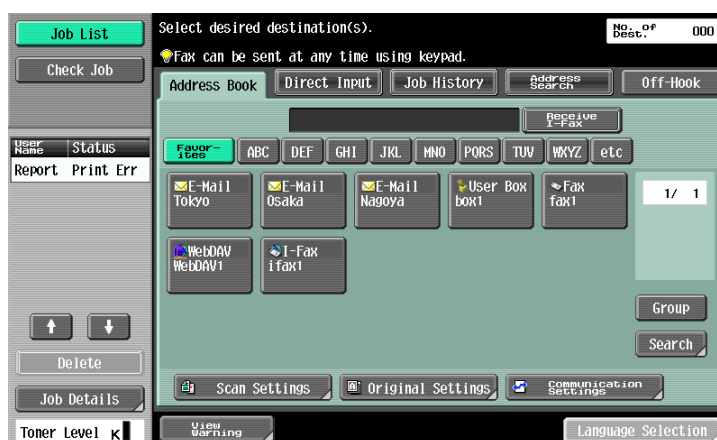 Job List
Check Job
User Name Status
Report Print Err
Delete
Job Details
Toner Level K
Select desired destination(s).
No. of Dest. 000
Fax can be sent at any time using keypad.
Address Book Direct Input Job History Address Search Off-Hook
Receive I-Fax
Favor-ites ABC DEF GHI JKL MNO PQRS TUV WXYZ etc
E-Mail Tokyo
E-Mail Osaka
E-Mail Nagoya
User Box box1
Fax fax1
1/ 1
WebDAV WebDAV1
I-Fax ifax1
Group
Search
Scan Settings Original Settings Communication Settings
View Warning
Language Selection